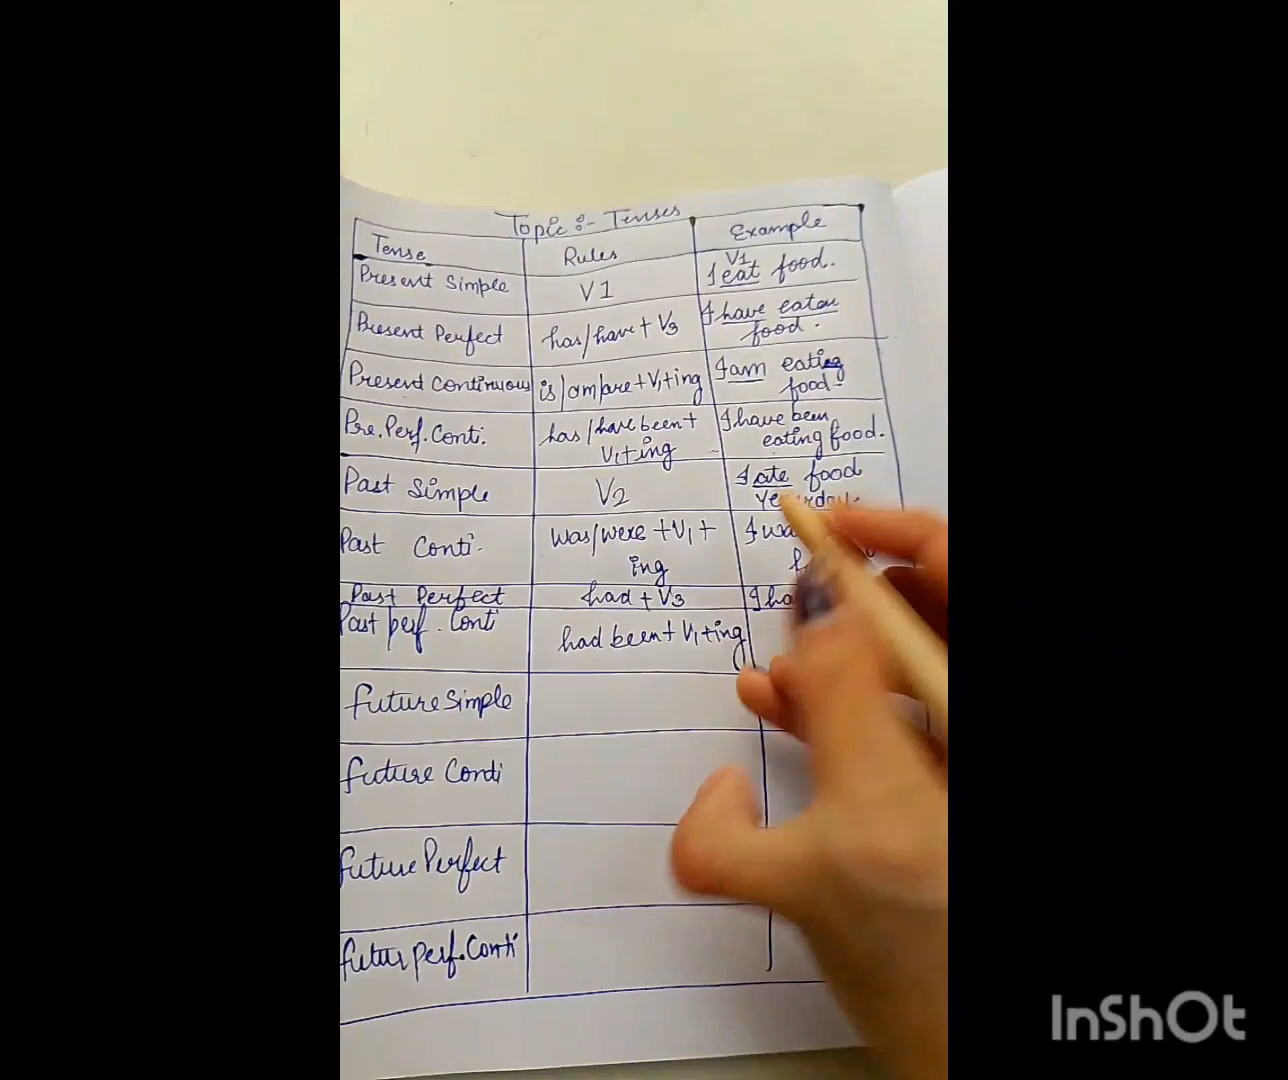 Topic :- Tenses
Tense Rules Example
Present Simple V1 V1
I eat food.
Present Perfect has/have + V3 I have eaten
food.
Present Continuous is/am/are + V1 + ing I am eating
food.
Pre. Perf. Conti. has/have been + I have been
V1 + ing eating food.
Past Simple V2 I ate food
Conti. was/were + V1 + I
Past ing
Past Perfect had + V3 I
Past perf. Conti had been + V1 + ing
Future Simple
Future Conti
Future Perfect
Futur perf. Conti
InShOt